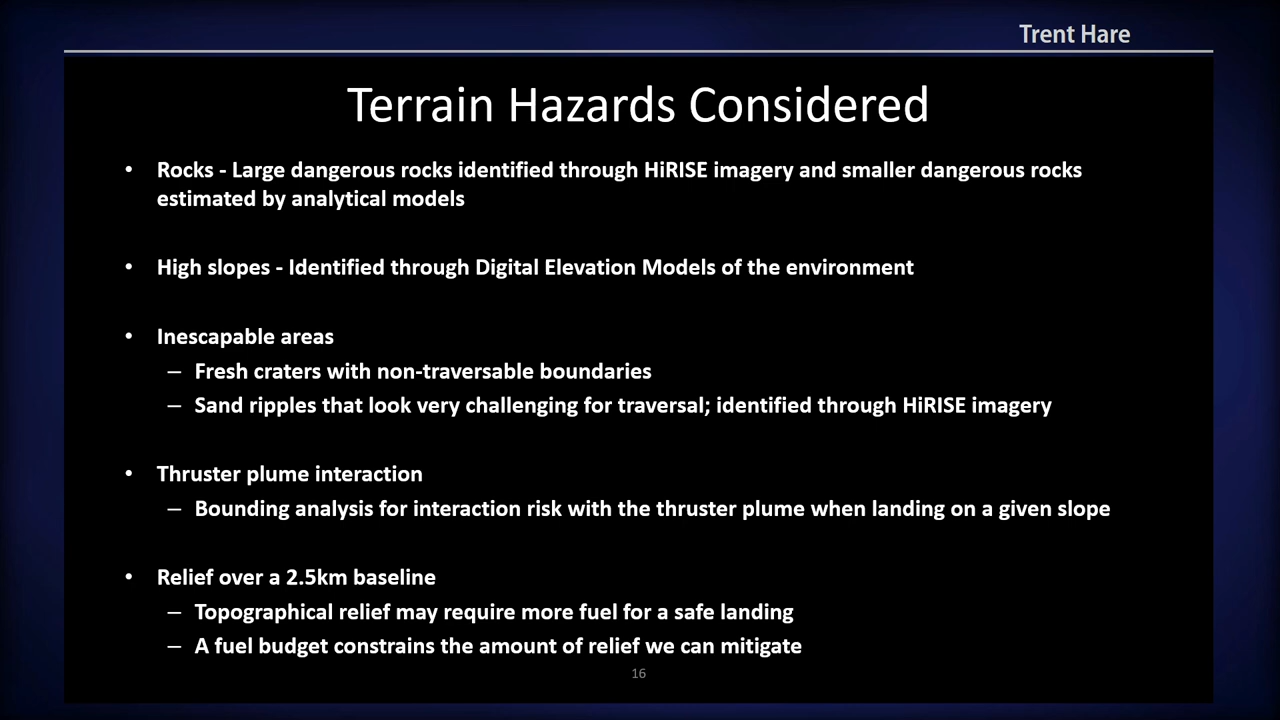 Trent Hare
Terrain Hazards Considered
• Rocks - Large dangerous rocks identified through HiRISE imagery and smaller dangerous rocks
estimated by analytical models
• High slopes - Identified through Digital Elevation Models of the environment
• Inescapable areas
– Fresh craters with non-traversable boundaries
– Sand ripples that look very challenging for traversal; identified through HiRISE imagery
• Thruster plume interaction
– Bounding analysis for interaction risk with the thruster plume when landing on a given slope
• Relief over a 2.5km baseline
– Topographical relief may require more fuel for a safe landing
– A fuel budget constrains the amount of relief we can mitigate
16